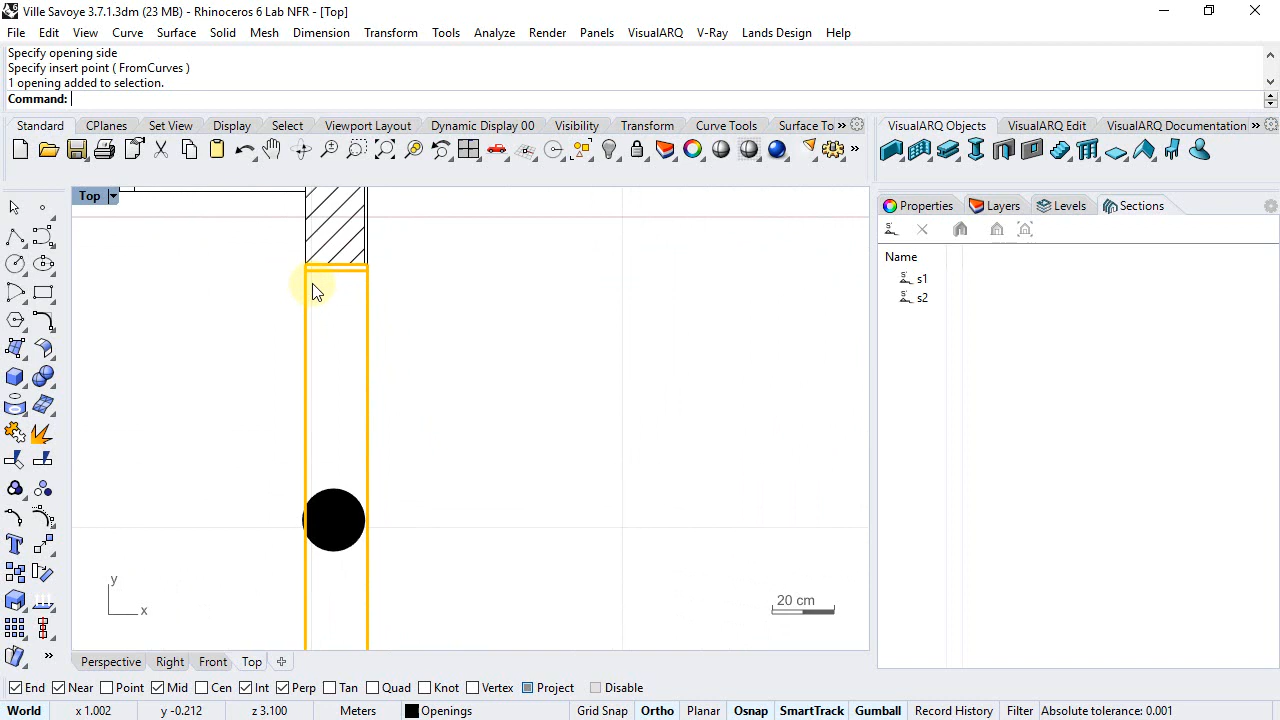 Ville Savoye 3.7.1.3dm (23 MB) - Rhinoceros 6 Lab NFR - [Top]
File Edit View Curve Surface Solid Mesh Dimension Transform Tools Analyze Render Panels VisualARQ V-Ray Lands Design Help
Specify opening side
Specify insert point ( FromCurves )
1 opening added to selection.
Command:
Standard CPlanes Set View Display Select Viewport Layout Dynamic Display 00 Visibility Transform Curve Tools Surface To »
VisualARQ Objects VisualARQ Edit VisualARQ Documentation »
Top
Properties Layers Levels Sections
Name
s1
s2
y
x
20 cm
Perspective Right Front Top
End Near Point Mid Cen Int Perp Tan Quad Knot Vertex Project Disable
World x 1.002 y -0.212 z 3.100 Meters Openings Grid Snap Ortho Planar Osnap SmartTrack Gumball Record History Filter Absolute tolerance: 0.001